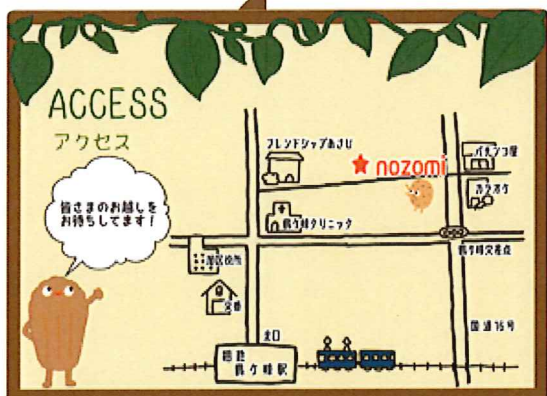 ACCESS
アクセス
皆さまのお越しを
お待ちしてます!
フレンドシップあさひ
nozomi
パチンコ屋
カラオケ
鶴ヶ峰クリニック
鶴ヶ峰交差点
旭区役所
交番
国道16号
北口
相鉄
鶴ヶ峰駅